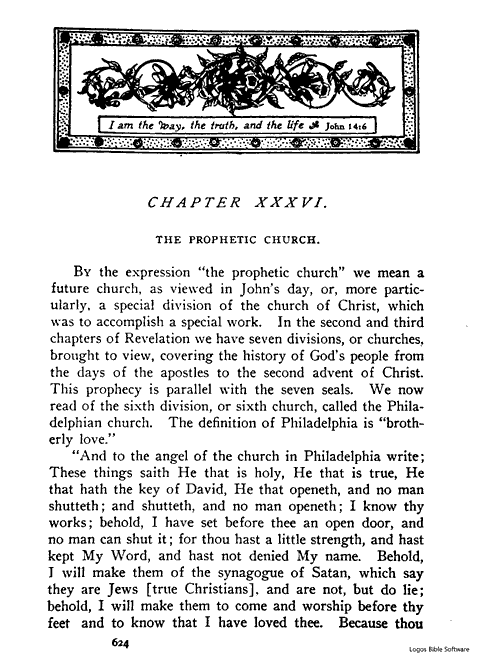 I am the Way, the truth, and the life John 14:6
CHAPTER XXXVI.
THE PROPHETIC CHURCH.
By the expression “the prophetic church” we mean a
future church, as viewed in John’s day, or, more partic-
ularly, a special division of the church of Christ, which
was to accomplish a special work. In the second and third
chapters of Revelation we have seven divisions, or churches,
brought to view, covering the history of God’s people from
the days of the apostles to the second advent of Christ.
This prophecy is parallel with the seven seals. We now
read of the sixth division, or sixth church, called the Phila-
delphian church. The definition of Philadelphia is “broth-
erly love.”
“And to the angel of the church in Philadelphia write;
These things saith He that is holy, He that is true, He
that hath the key of David, He that openeth, and no man
shutteth; and shutteth, and no man openeth; I know thy
works; behold, I have set before thee an open door, and
no man can shut it; for thou hast a little strength, and hast
kept My Word, and hast not denied My name. Behold,
I will make them of the synagogue of Satan, which say
they are Jews [true Christians], and are not, but do lie;
behold, I will make them to come and worship before thy
feet and to know that I have loved thee. Because thou
624
Logos Bible Software